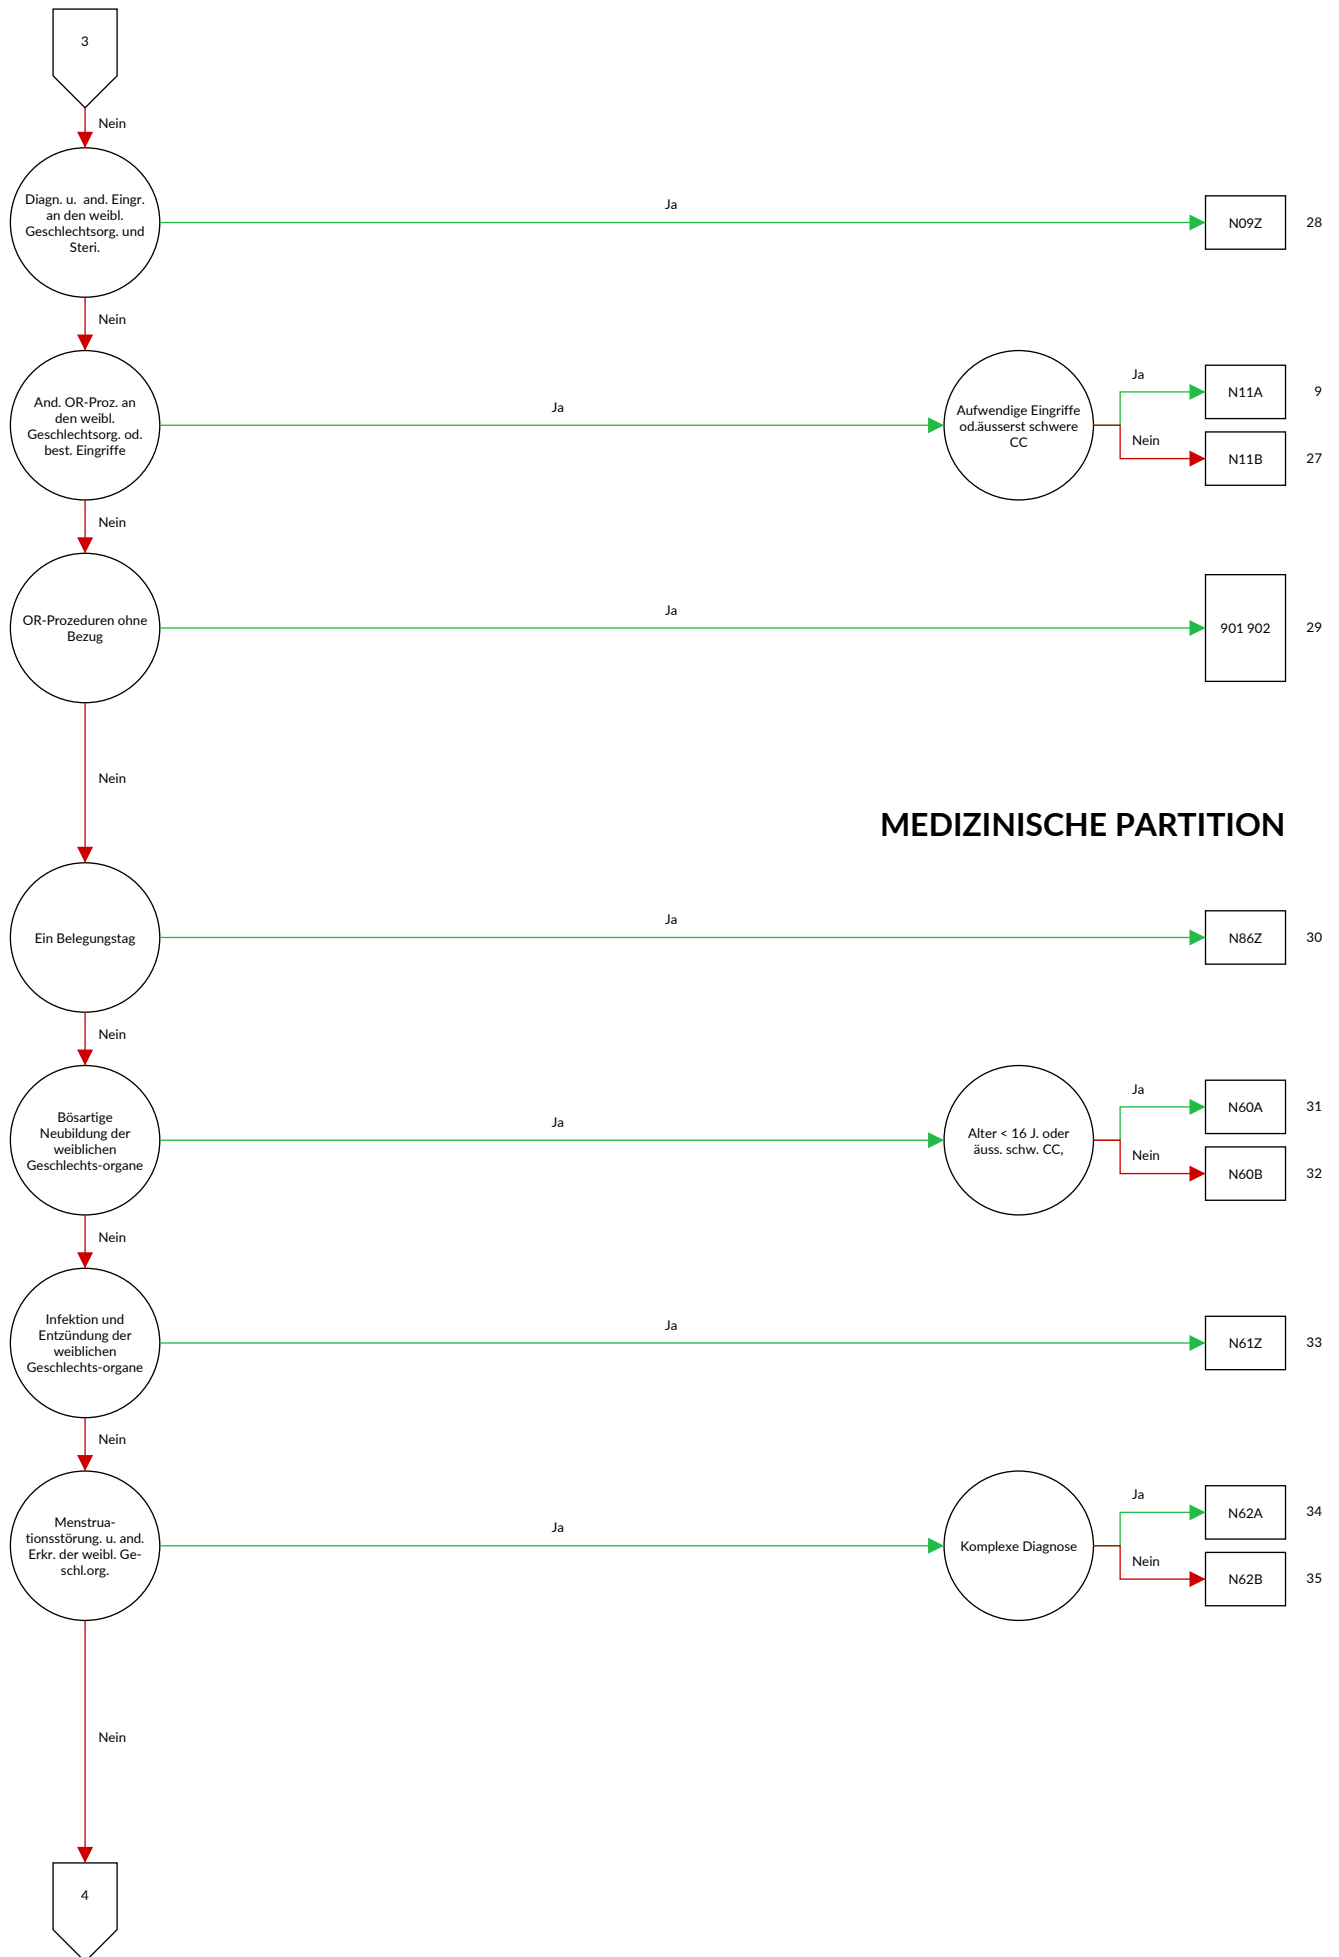 3
Nein
Diagn. u. and. Eingr.
an den weibl.
Geschlechtsorg. und
Steri.
Ja
N09Z
28
Nein
And. OR-Proz. an
den weibl.
Geschlechtsorg. od.
best. Eingriffe
Ja
Aufwendige Eingriffe
od.äusserst schwere
CC
Ja
N11A
9
Nein
N11B
27
Nein
OR-Prozeduren ohne
Bezug
Ja
901 902
29
Nein
MEDIZINISCHE PARTITION
Ein Belegungstag
Ja
N86Z
30
Nein
Bösartige
Neubildung der
weiblichen
Geschlechts-organe
Ja
Alter < 16 J. oder
äuss. schw. CC,
Ja
N60A
31
Nein
N60B
32
Nein
Infektion und
Entzündung der
weiblichen
Geschlechts-organe
Ja
N61Z
33
Nein
Menstrua-
tionsstörung. u. and.
Erkr. der weibl. Ge-
schl.org.
Ja
Komplexe Diagnose
Ja
N62A
34
Nein
N62B
35
Nein
4